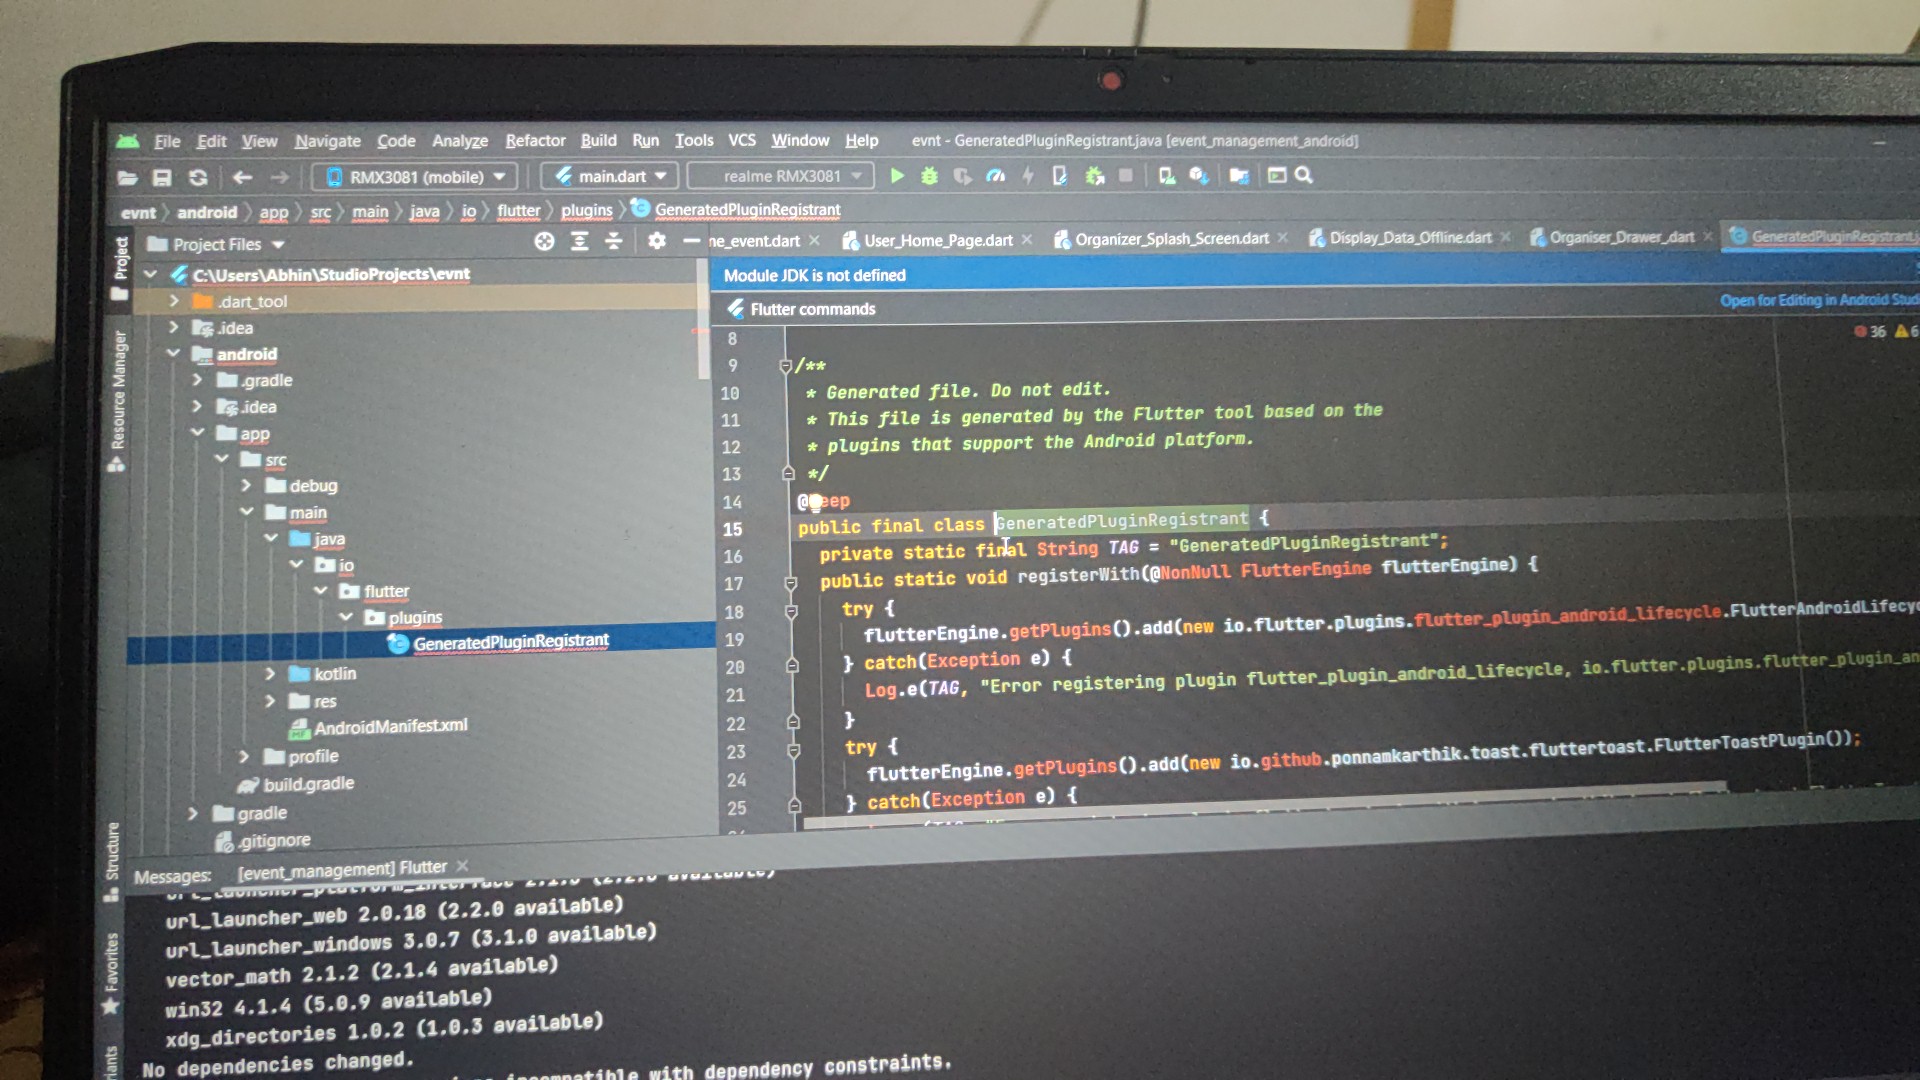 File Edit View Navigate Code Analyze Refactor Build Run Tools VCS Window Help evnt - GeneratedPluginRegistrant.java [event_management_android]
RMX3081 (mobile) main.dart realme RMX3081
evnt android app src main java io flutter plugins GeneratedPluginRegistrant
Project
Resource Manager
Structure
Favorites
Project Files
C:\Users\Abhin\StudioProjects\evnt
.dart_tool
.idea
android
.gradle
.idea
app
src
debug
main
java
io
flutter
plugins
GeneratedPluginRegistrant
kotlin
res
AndroidManifest.xml
profile
build.gradle
gradle
.gitignore
ne_event.dart User_Home_Page.dart Organizer_Splash_Screen.dart Display_Data_Offline.dart Organiser_Drawer_.dart GeneratedPluginRegistrant.j
Module JDK is not defined
Flutter commands Open for Editing in Android Stud
36 6
8
9 /**
10 * Generated file. Do not edit.
11 * This file is generated by the Flutter tool based on the
12 * plugins that support the Android platform.
13 */
14 @ eep
15 public final class GeneratedPluginRegistrant {
16 private static final String TAG = "GeneratedPluginRegistrant";
17 public static void registerWith(@NonNull FlutterEngine flutterEngine) {
18 try {
19 flutterEngine.getPlugins().add(new io.flutter.plugins.flutter_plugin_android_lifecycle.FlutterAndroidLifecyc
20 } catch(Exception e) {
21 Log.e(TAG, "Error registering plugin flutter_plugin_android_lifecycle, io.flutter.plugins.flutter_plugin_an
22 }
23 try {
24 flutterEngine.getPlugins().add(new io.github.ponnamkarthik.toast.fluttertoast.FlutterToastPlugin());
25 } catch(Exception e) {
Messages: [event_management] Flutter
url_launcher_web 2.0.18 (2.2.0 available)
url_launcher_windows 3.0.7 (3.1.0 available)
vector_math 2.1.2 (2.1.4 available)
win32 4.1.4 (5.0.9 available)
xdg_directories 1.0.2 (1.0.3 available)
No dependencies changed.
incompatible with dependency constraints.